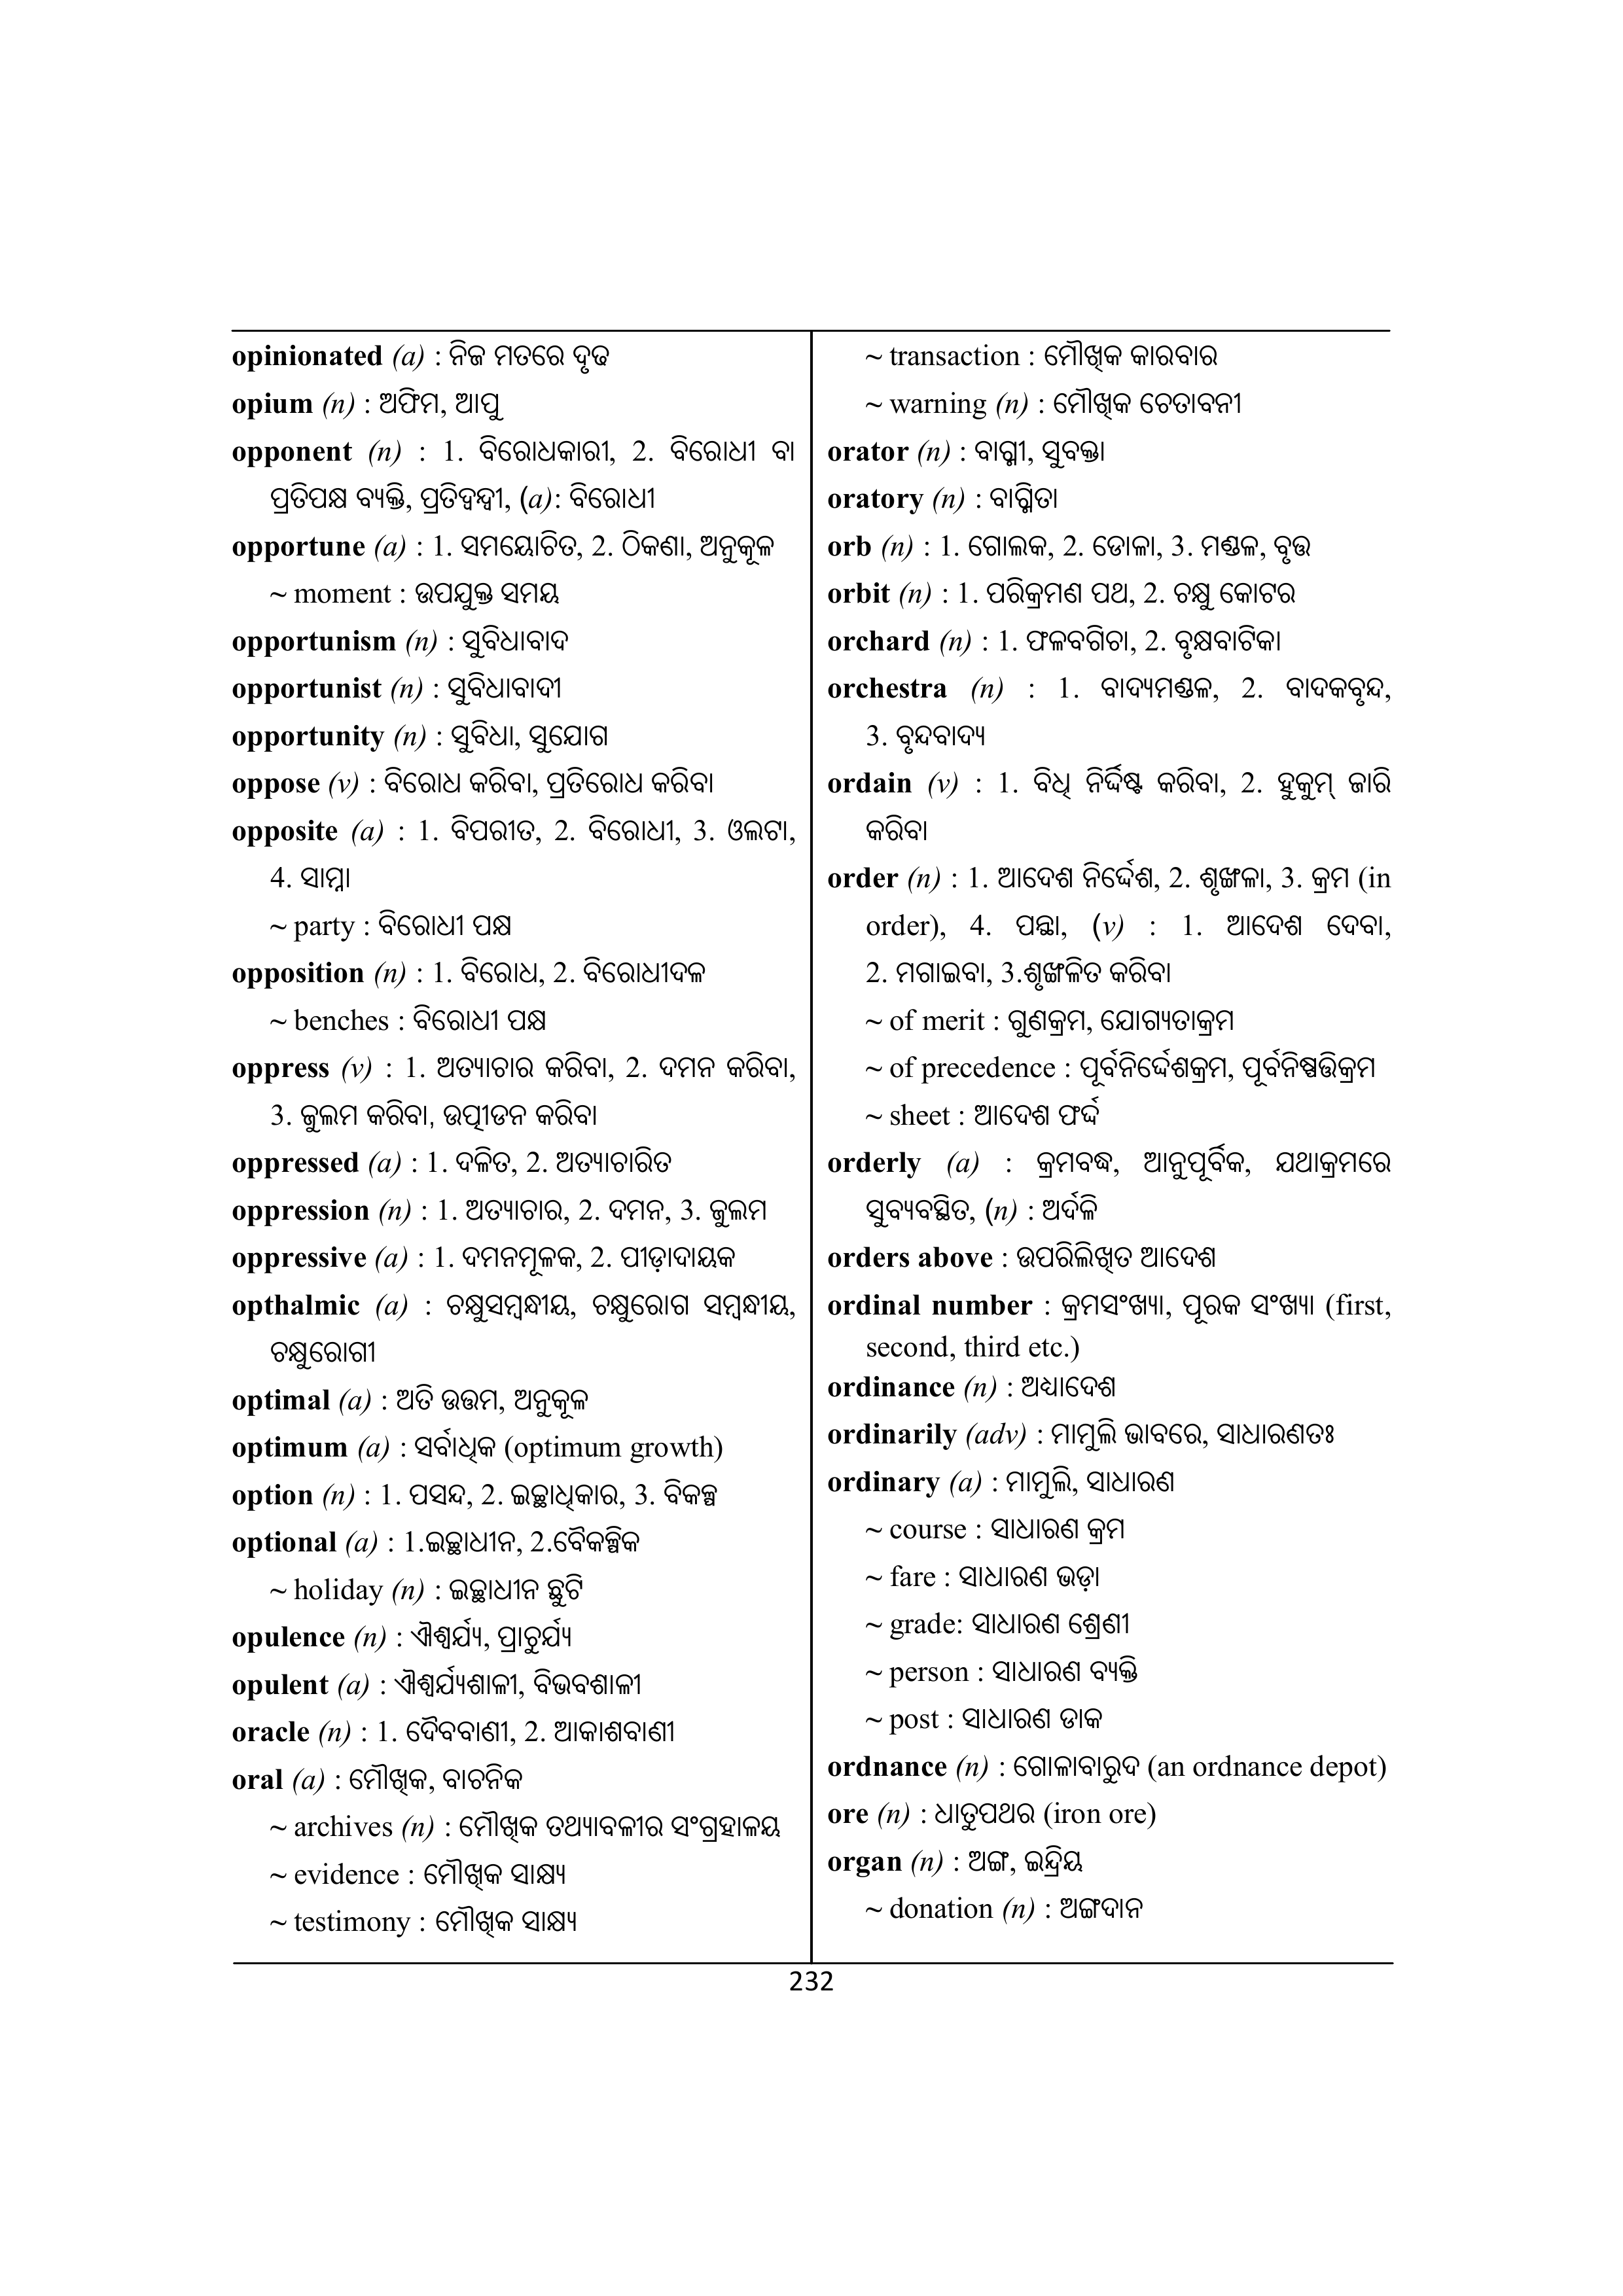 opinionated (a) : ନିଜ ମତରେ ଦୃଢ
opium (n) : ଅଫିମ, ଆପୁ
opponent (n) : 1. ବିରୋଧକାରୀ, 2. ବିରୋଧୀ ବା
ପ୍ରତିପକ୍ଷ ବ୍ୟକ୍ତି, ପ୍ରତିଦ୍ୱନ୍ଦ୍ୱୀ, (a): ବିରୋଧୀ
opportune (a) : 1. ସମୟୋଚିତ, 2. ଠିକଣା, ଅନୁକୂଳ
~ moment : ଉପଯୁକ୍ତ ସମୟ
opportunism (n) : ସୁବିଧାବାଦ
opportunist (n) : ସୁବିଧାବାଦୀ
opportunity (n) : ସୁବିଧା, ସୁଯୋଗ
oppose (v) : ବିରୋଧ କରିବା, ପ୍ରତିରୋଧ କରିବା
opposite (a) : 1. ବିପରୀତ, 2. ବିରୋଧୀ, 3. ଓଲଟା,
4. ସାମ୍ନା
~ party : ବିରୋଧୀ ପକ୍ଷ
opposition (n) : 1. ବିରୋଧ, 2. ବିରୋଧୀଦଳ
~ benches : ବିରୋଧୀ ପକ୍ଷ
oppress (v) : 1. ଅତ୍ୟାଚାର କରିବା, 2. ଦମନ କରିବା,
3. ଜୁଲମ କରିବା, ଉତ୍ପୀଡନ କରିବା
oppressed (a) : 1. ଦଳିତ, 2. ଅତ୍ୟାଚାରିତ
oppression (n) : 1. ଅତ୍ୟାଚାର, 2. ଦମନ, 3. ଜୁଲମ
oppressive (a) : 1. ଦମନମୂଳକ, 2. ପୀଡ଼ାଦାୟକ
opthalmic (a) : ଚକ୍ଷୁସମ୍ବନ୍ଧୀୟ, ଚକ୍ଷୁରୋଗ ସମ୍ବନ୍ଧୀୟ,
ଚକ୍ଷୁରୋଗୀ
optimal (a) : ଅତି ଉତ୍ତମ, ଅନୁକୂଳ
optimum (a) : ସର୍ବାଧିକ (optimum growth)
option (n) : 1. ପସନ୍ଦ, 2. ଇଚ୍ଛାଧିକାର, 3. ବିକଳ୍ପ
optional (a) : 1.ଇଚ୍ଛାଧୀନ, 2.ବୈକଳ୍ପିକ
~ holiday (n) : ଇଚ୍ଛାଧୀନ ଛୁଟି
opulence (n) : ଐଶ୍ୱର୍ଯ୍ୟ, ପ୍ରାଚୁର୍ଯ୍ୟ
opulent (a) : ଐଶ୍ୱର୍ଯ୍ୟଶାଳୀ, ବିଭବଶାଳୀ
oracle (n) : 1. ଦୈବବାଣୀ, 2. ଆକାଶବାଣୀ
oral (a) : ମୌଖିକ, ବାଚନିକ
~ archives (n) : ମୌଖିକ ତଥ୍ୟାବଳୀର ସଂଗ୍ରହାଳୟ
~ evidence : ମୌଖିକ ସାକ୍ଷ୍ୟ
~ testimony : ମୌଖିକ ସାକ୍ଷ୍ୟ
~ transaction : ମୌଖିକ କାରବାର
~ warning (n) : ମୌଖିକ ଚେତାବନୀ
orator (n) : ବାଗ୍ମୀ, ସୁବକ୍ତା
oratory (n) : ବାଗ୍ମିତା
orb (n) : 1. ଗୋଲକ, 2. ଡୋଳା, 3. ମଣ୍ଡଳ, ବୃତ୍ତ
orbit (n) : 1. ପରିକ୍ରମଣ ପଥ, 2. ଚକ୍ଷୁ କୋଟର
orchard (n) : 1. ଫଳବଗିଚା, 2. ବୃକ୍ଷବାଟିକା
orchestra (n) : 1. ବାଦ୍ୟମଣ୍ଡଳ, 2. ବାଦକବୃନ୍ଦ,
3. ବୃନ୍ଦବାଦ୍ୟ
ordain (v) : 1. ବିଧି ନିର୍ଦ୍ଦିଷ୍ଟ କରିବା, 2. ହୁକୁମ୍ ଜାରି
କରିବା
order (n) : 1. ଆଦେଶ ନିର୍ଦ୍ଦେଶ, 2. ଶୃଙ୍ଖଳା, 3. କ୍ରମ (in
order), 4. ପନ୍ଥା, (v) : 1. ଆଦେଶ ଦେବା,
2. ମଗାଇବା, 3.ଶୃଙ୍ଖଳିତ କରିବା
~ of merit : ଗୁଣକ୍ରମ, ଯୋଗ୍ୟତାକ୍ରମ
~ of precedence : ପୂର୍ବନିର୍ଦ୍ଦେଶକ୍ରମ, ପୂର୍ବନିଷ୍ପତ୍ତିକ୍ରମ
~ sheet : ଆଦେଶ ଫର୍ଦ୍ଦ
orderly (a) : କ୍ରମବଦ୍ଧ, ଆନୁପୂର୍ବିକ, ଯଥାକ୍ରମରେ
ସୁବ୍ୟବସ୍ଥିତ, (n) : ଅର୍ଦଳି
orders above : ଉପରିଲିଖିତ ଆଦେଶ
ordinal number : କ୍ରମସଂଖ୍ୟା, ପୂରକ ସଂଖ୍ୟା (first,
second, third etc.)
ordinance (n) : ଅଧ୍ୟାଦେଶ
ordinarily (adv) : ମାମୁଲି ଭାବରେ, ସାଧାରଣତଃ
ordinary (a) : ମାମୁଲି, ସାଧାରଣ
~ course : ସାଧାରଣ କ୍ରମ
~ fare : ସାଧାରଣ ଭଡ଼ା
~ grade: ସାଧାରଣ ଶ୍ରେଣୀ
~ person : ସାଧାରଣ ବ୍ୟକ୍ତି
~ post : ସାଧାରଣ ଡାକ
ordnance (n) : ଗୋଳାବାରୁଦ (an ordnance depot)
ore (n) : ଧାତୁପଥର (iron ore)
organ (n) : ଅଙ୍ଗ, ଇନ୍ଦ୍ରିୟ
~ donation (n) : ଅଙ୍ଗଦାନ
232